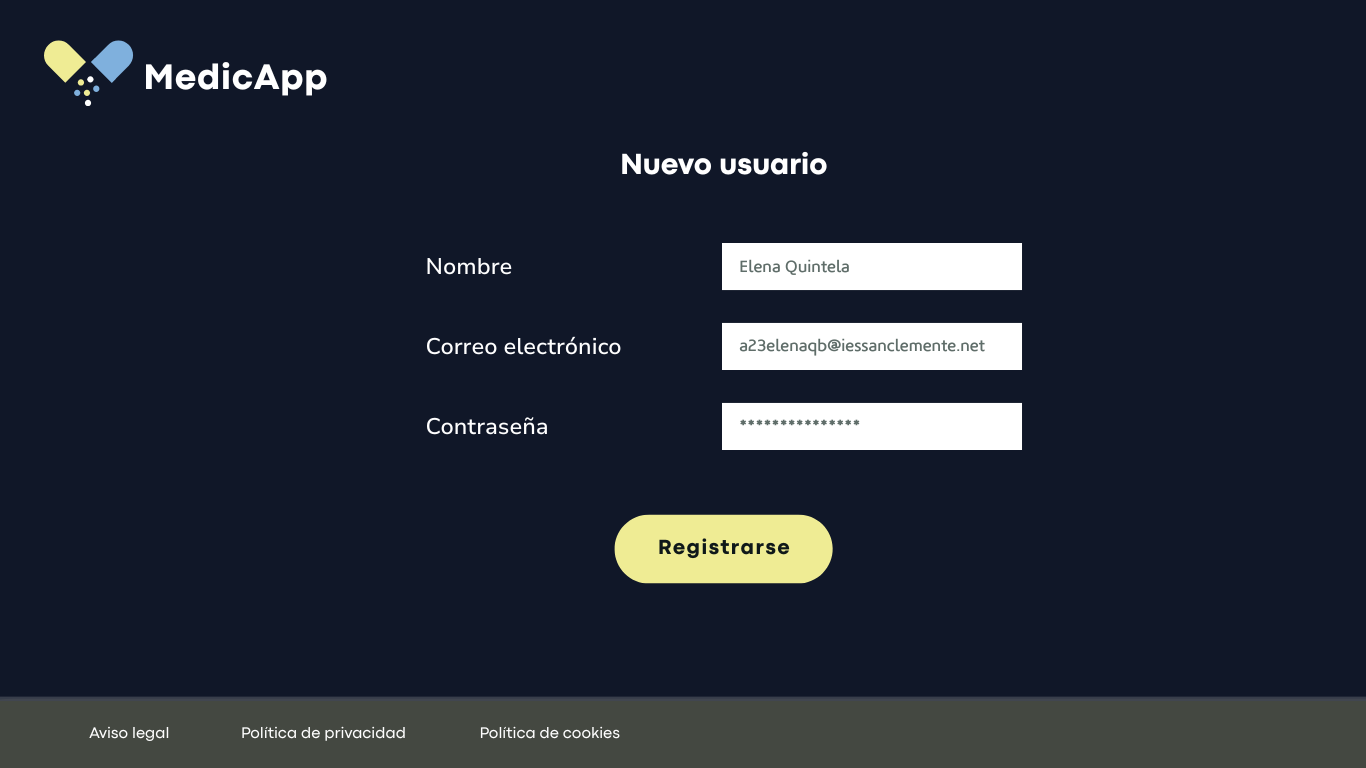 MedicApp
Nuevo usuario
Nombre
Elena Quintela
Correo electrónico
a23elenaqb@iessanclemente.net
Contraseña
***************
Registrarse
Aviso legal
Política de privacidad
Política de cookies